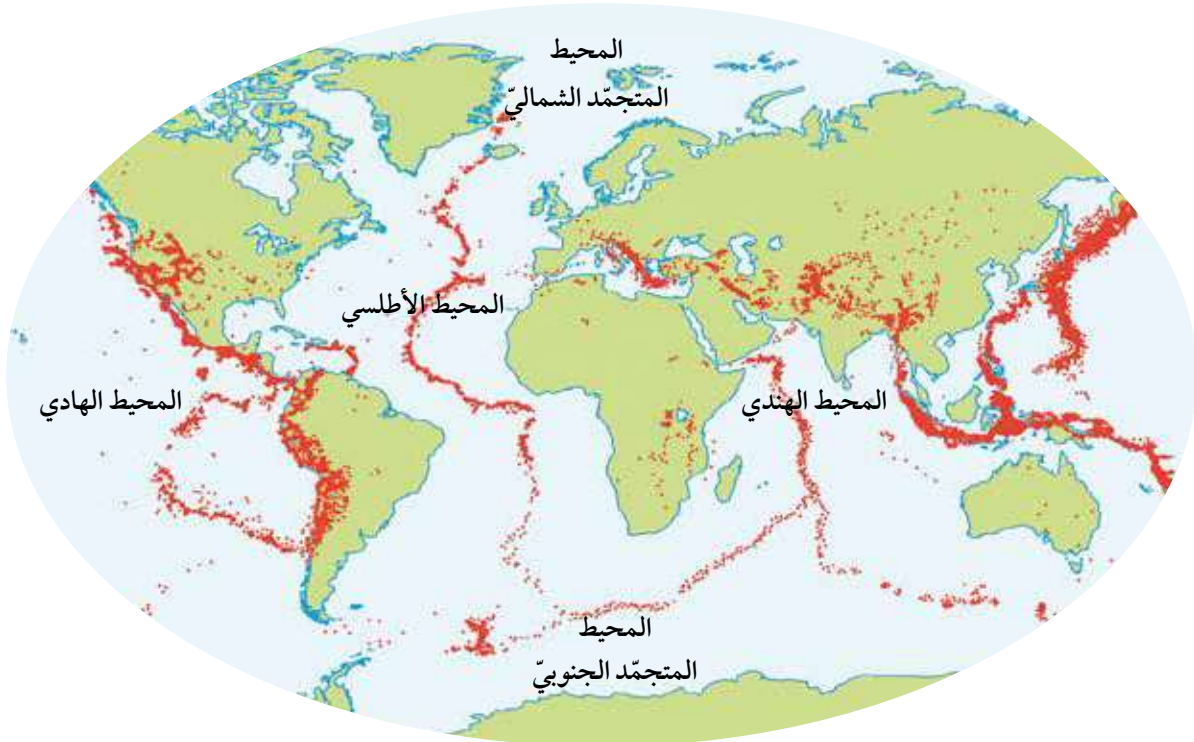 المحيط
المتجمّد الشماليّ
المحيط الأطلسي
المحيط الهادي
المحيط الهندي
المحيط
المتجمّد الجنوبيّ